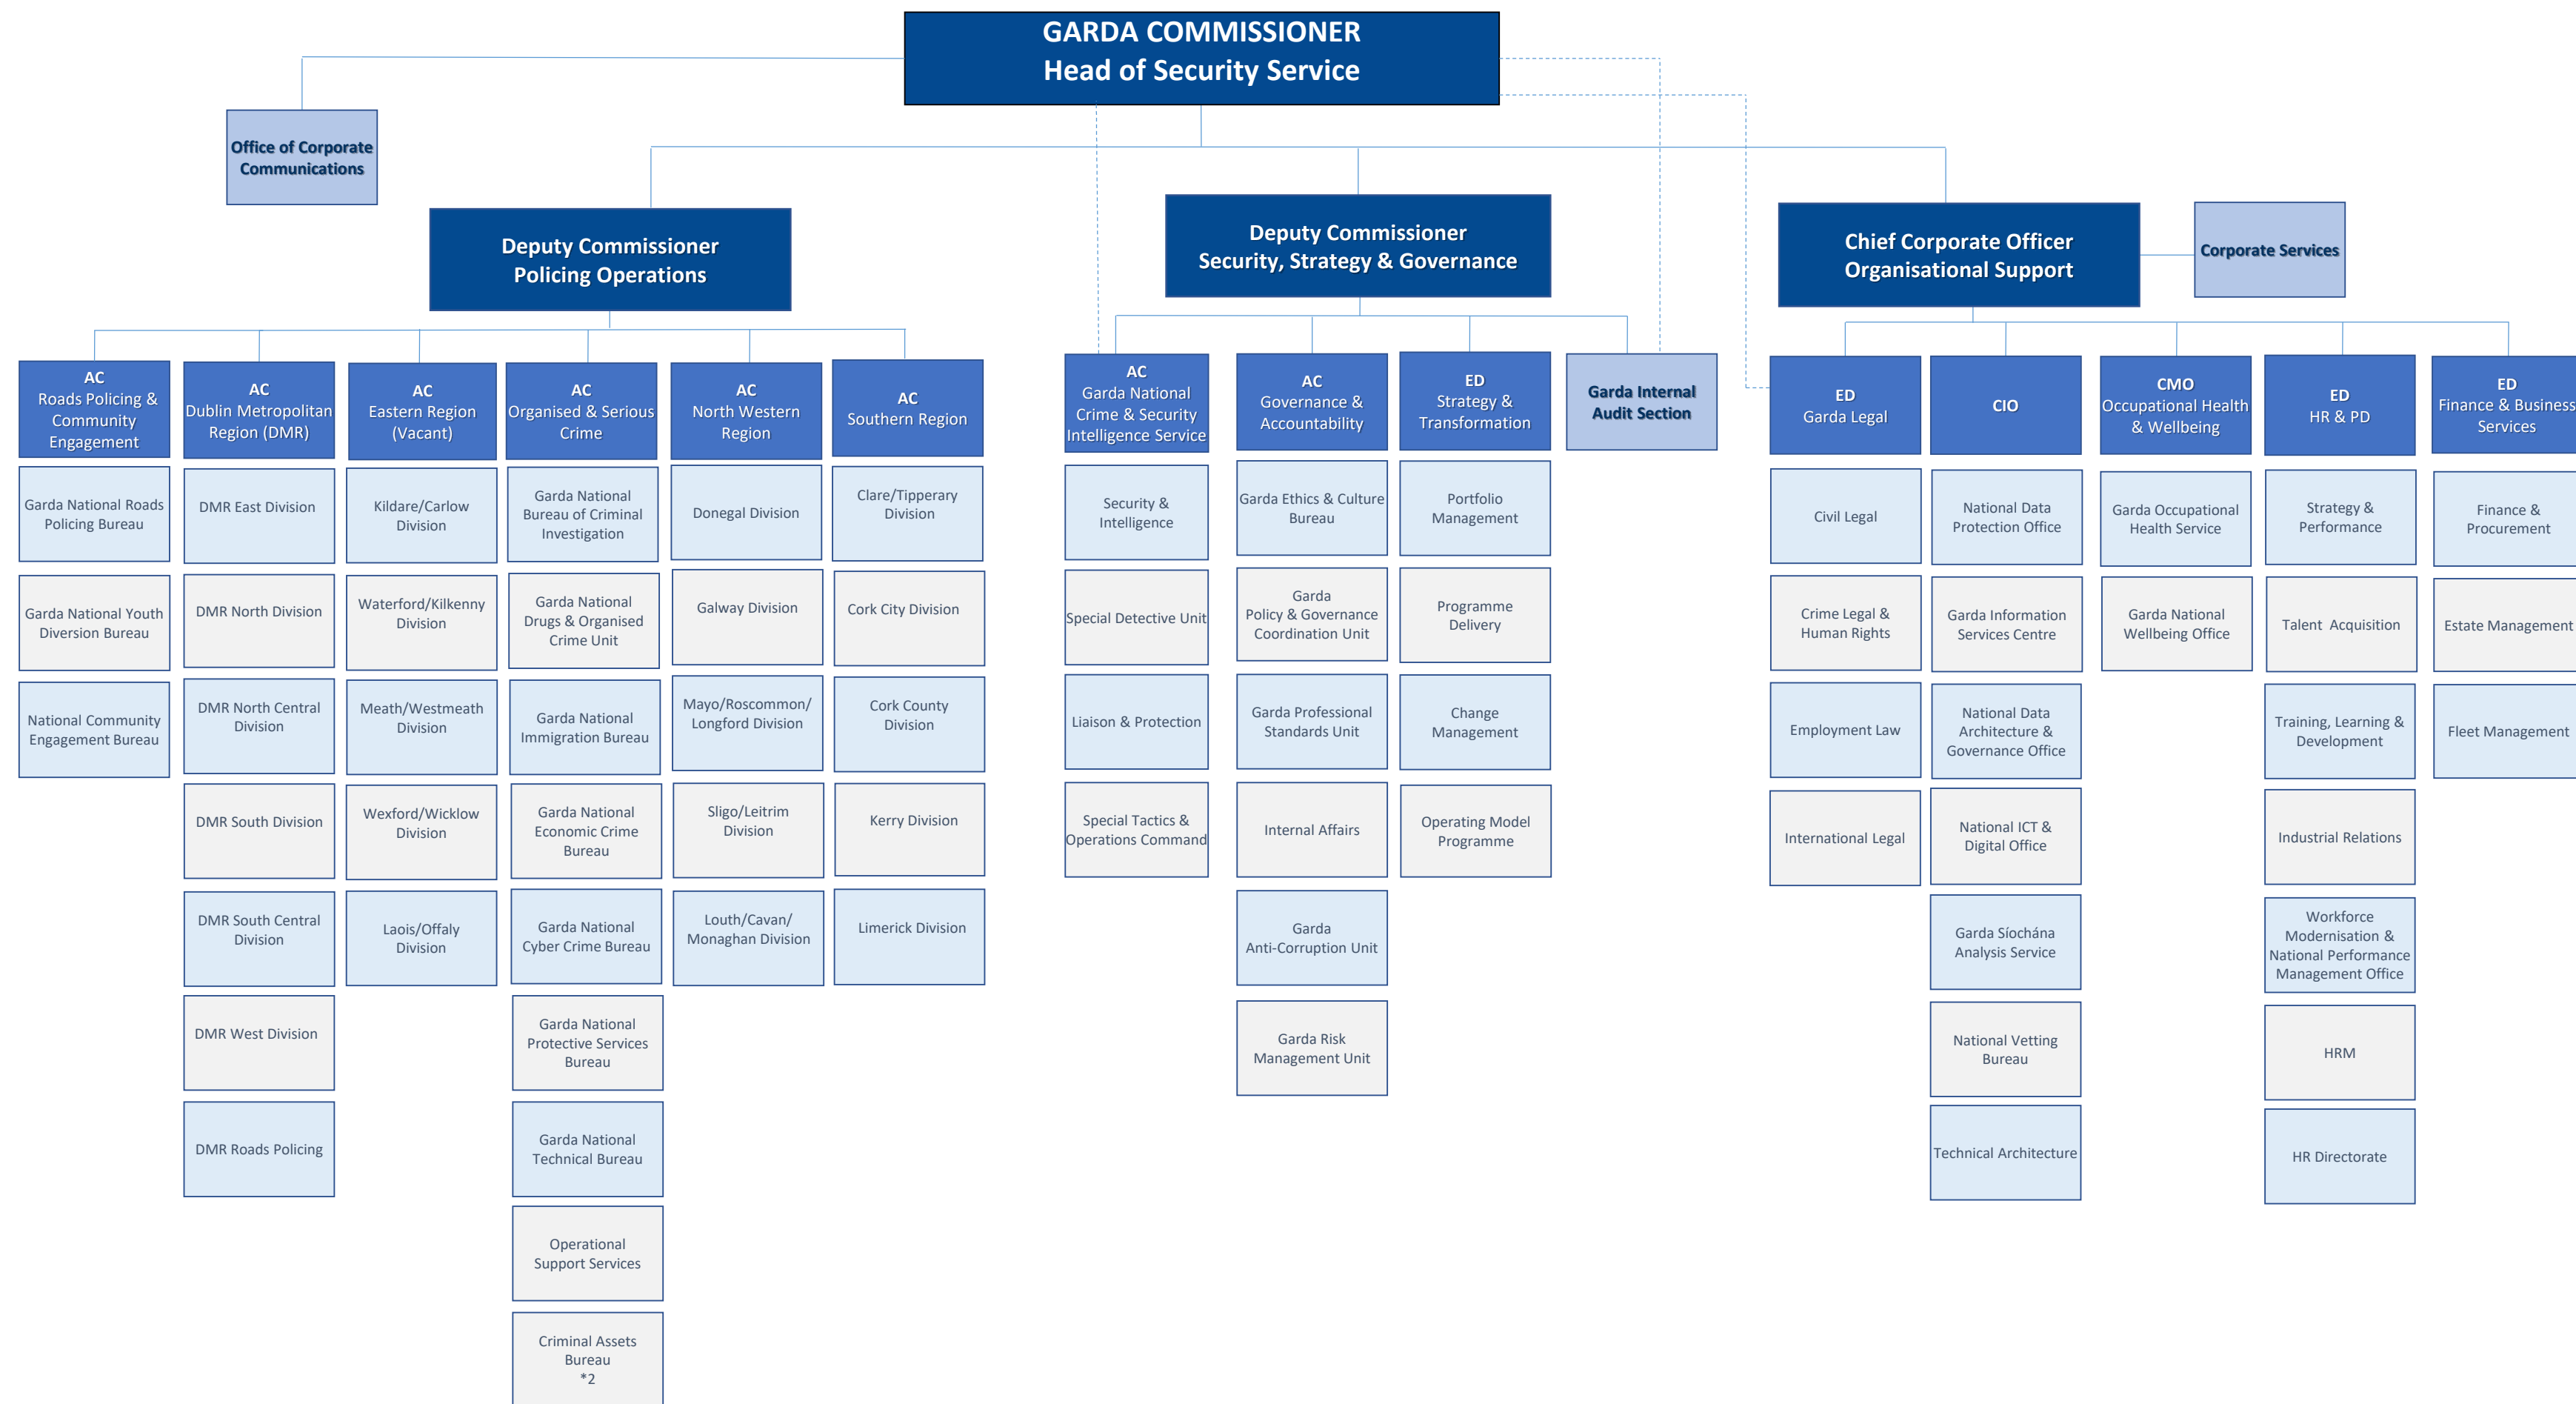 GARDA COMMISSIONER
Head of Security Service
Office of Corporate
Communications
Deputy Commissioner
Policing Operations
Deputy Commissioner
Security, Strategy & Governance
Chief Corporate Officer
Organisational Support
Corporate Services
AC
Roads Policing &
Community
Engagement
Garda National Roads
Policing Bureau
Garda National Youth
Diversion Bureau
National Community
Engagement Bureau
AC
Dublin Metropolitan
Region (DMR)
DMR East Division
DMR North Division
DMR North Central
Division
DMR South Division
DMR South Central
Division
DMR West Division
DMR Roads Policing
AC
Eastern Region
(Vacant)
Kildare/Carlow
Division
Waterford/Kilkenny
Division
Meath/Westmeath
Division
Wexford/Wicklow
Division
Laois/Offaly
Division
AC
Organised & Serious
Crime
Garda National
Bureau of Criminal
Investigation
Garda National
Drugs & Organised
Crime Unit
Garda National
Immigration Bureau
Garda National
Economic Crime
Bureau
Garda National
Cyber Crime Bureau
Garda National
Protective Services
Bureau
Garda National
Technical Bureau
Operational
Support Services
Criminal Assets
Bureau
*2
AC
North Western
Region
Donegal Division
Galway Division
Mayo/Roscommon/
Longford Division
Sligo/Leitrim
Division
Louth/Cavan/
Monaghan Division
AC
Southern Region
Clare/Tipperary
Division
Cork City Division
Cork County
Division
Kerry Division
Limerick Division
AC
Garda National
Crime & Security
Intelligence Service
Security &
Intelligence
Special Detective Unit
Liaison & Protection
Special Tactics &
Operations Command
AC
Governance &
Accountability
Garda Ethics & Culture
Bureau
Garda
Policy & Governance
Coordination Unit
Garda Professional
Standards Unit
Internal Affairs
Garda
Anti-Corruption Unit
Garda Risk
Management Unit
ED
Strategy &
Transformation
Portfolio
Management
Programme
Delivery
Change
Management
Operating Model
Programme
Garda Internal
Audit Section
ED
Garda Legal
Civil Legal
Crime Legal &
Human Rights
Employment Law
International Legal
CIO
National Data
Protection Office
Garda Information
Services Centre
National Data
Architecture &
Governance Office
National ICT &
Digital Office
Garda Síochána
Analysis Service
National Vetting
Bureau
Technical Architecture
CMO
Occupational Health
& Wellbeing
Garda Occupational
Health Service
Garda National
Wellbeing Office
ED
HR & PD
Strategy &
Performance
Talent Acquisition
Training, Learning &
Development
Industrial Relations
Workforce
Modernisation &
National Performance
Management Office
HRM
HR Directorate
ED
Finance & Business
Services
Finance &
Procurement
Estate Management
Fleet Management